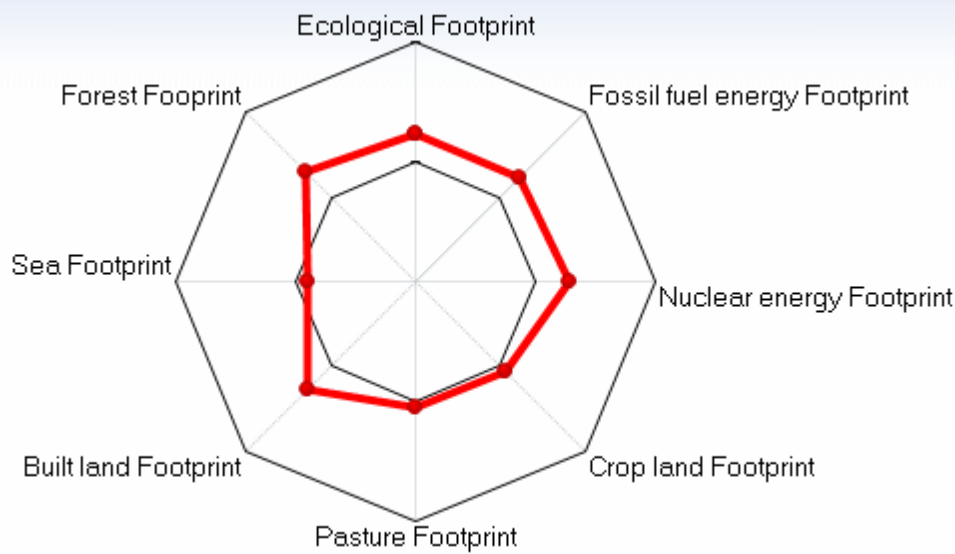 Ecological Footprint
Forest Fooprint
Fossil fuel energy Footprint
Sea Footprint
Nuclear energy Footprint
Built land Footprint
Crop land Footprint
Pasture Footprint